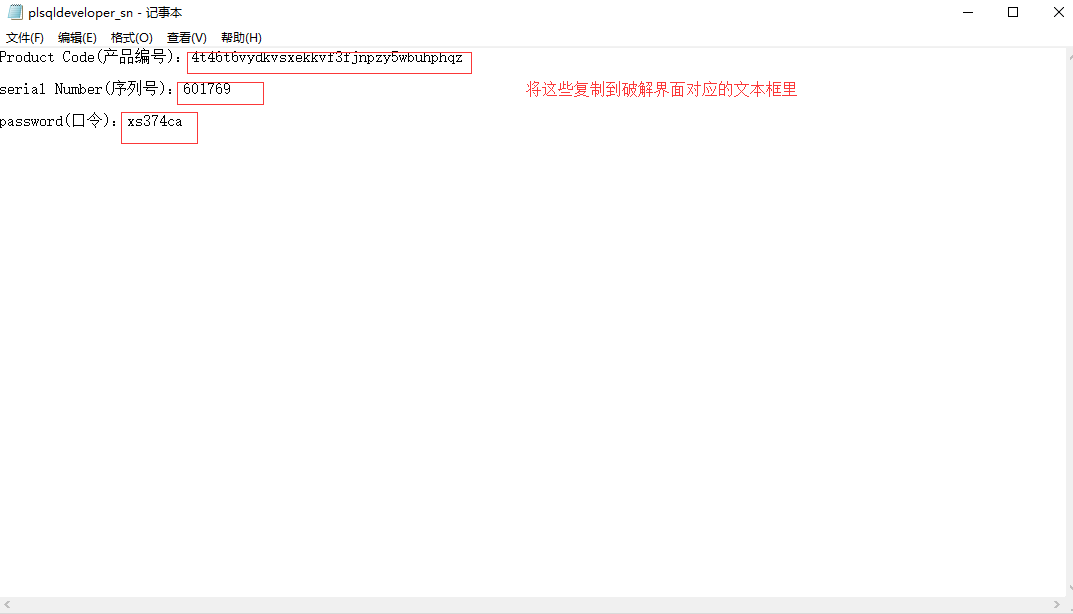 plsqldeveloper_sn - 记事本
文件(F) 编辑(E) 格式(O) 查看(V) 帮助(H)
Product Code(产品编号): 4t46t6vydkvsxekkvf3fjnpzy5wbuhphqz
serial Number(序列号): 601769
将这些复制到破解界面对应的文本框里
password(口令): xs374ca